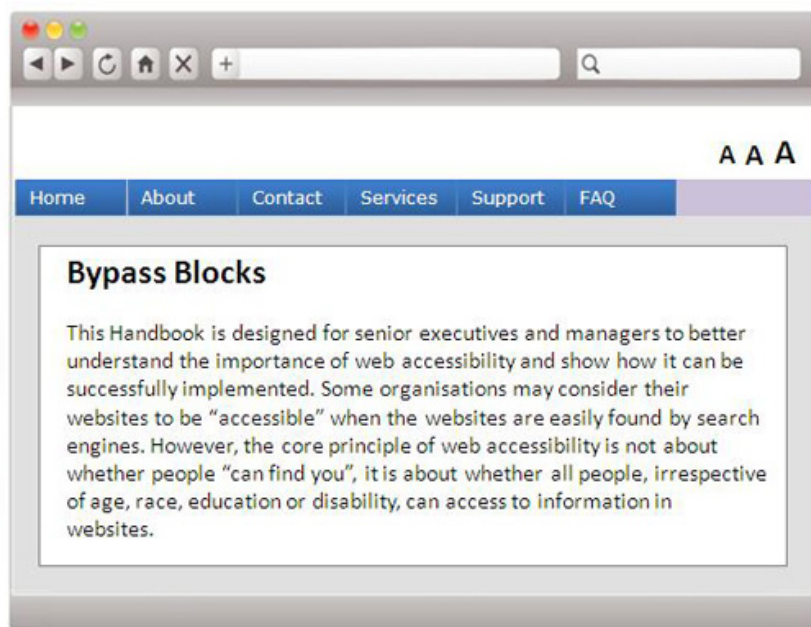 A A A
Home About Contact Services Support FAQ
Bypass Blocks
This Handbook is designed for senior executives and managers to better
understand the importance of web accessibility and show how it can be
successfully implemented. Some organisations may consider their
websites to be “accessible” when the websites are easily found by search
engines. However, the core principle of web accessibility is not about
whether people “can find you”, it is about whether all people, irrespective
of age, race, education or disability, can access to information in
websites.